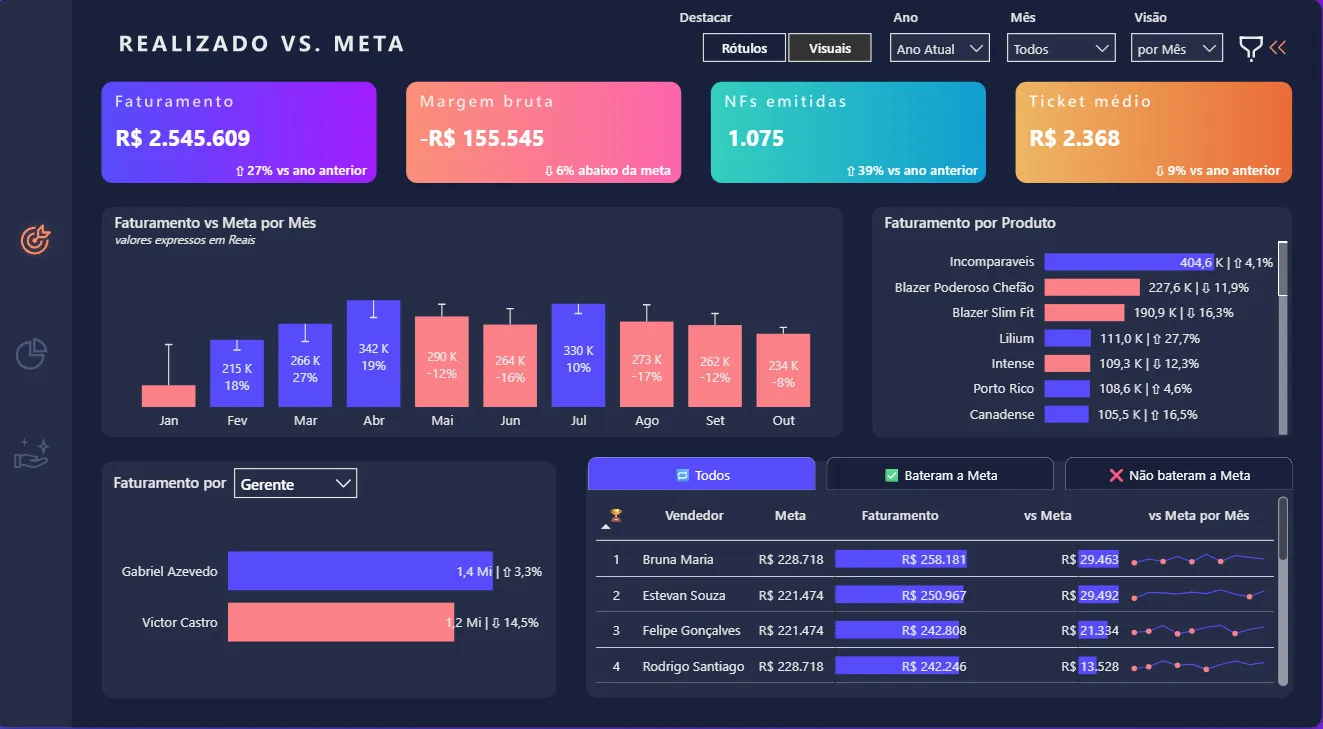 REALIZADO VS. META
Destacar
Rótulos
Visuais
Ano
Ano Atual
Mês
Todos
Visão
por Mês
Faturamento
R$ 2.545.609
⇧27% vs ano anterior
Margem bruta
-R$ 155.545
⇩6% abaixo da meta
NFs emitidas
1.075
⇧39% vs ano anterior
Ticket médio
R$ 2.368
⇩9% vs ano anterior
Faturamento vs Meta por Mês
valores expressos em Reais
215 K
18%
266 K
27%
342 K
19%
290 K
-12%
264 K
-16%
330 K
10%
273 K
-17%
262 K
-12%
234 K
-8%
Jan Fev Mar Abr Mai Jun Jul Ago Set Out
Faturamento por Produto
Incomparaveis 404,6 K | ⇧4,1%
Blazer Poderoso Chefão 227,6 K | ⇩ 11,9%
Blazer Slim Fit 190,9 K | ⇩ 16,3%
Lilium 111,0 K | ⇧ 27,7%
Intense 109,3 K | ⇩ 12,3%
Porto Rico 108,6 K | ⇧ 4,6%
Canadense 105,5 K | ⇧ 16,5%
Faturamento por Gerente
Gabriel Azevedo 1,4 Mi | ⇧ 3,3%
Victor Castro 1,2 Mi | ⇩ 14,5%
Todos
Bateram a Meta
Não bateram a Meta
Vendedor Meta Faturamento vs Meta vs Meta por Mês
1 Bruna Maria R$ 228.718 R$ 258.181 R$ 29.463
2 Estevan Souza R$ 221.474 R$ 250.967 R$ 29.492
3 Felipe Gonçalves R$ 221.474 R$ 242.808 R$ 21.334
4 Rodrigo Santiago R$ 228.718 R$ 242.246 R$ 13.528